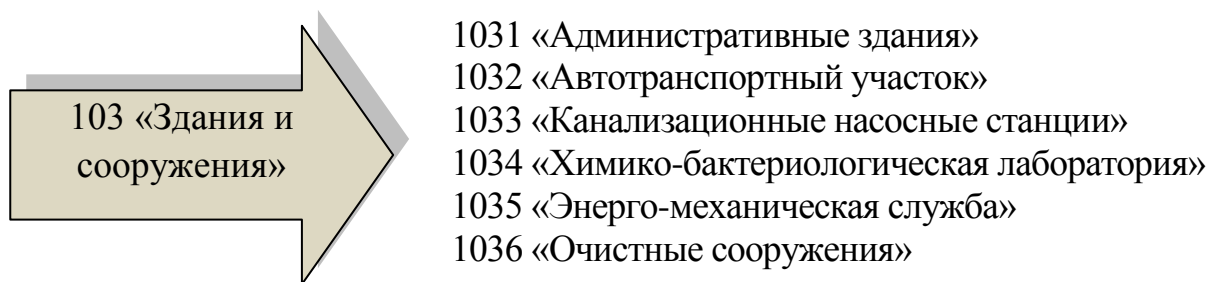 103 «Здания и
сооружения»
1031 «Административные здания»
1032 «Автотранспортный участок»
1033 «Канализационные насосные станции»
1034 «Химико-бактериологическая лаборатория»
1035 «Энерго-механическая служба»
1036 «Очистные сооружения»